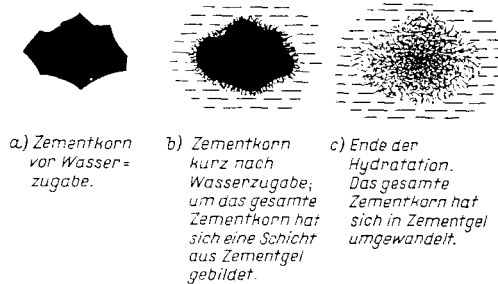 a) Zementkorn
vor Wasser=
zugabe.
b) Zementkorn
kurz nach
Wasserzugabe;
um das gesamte
Zementkorn hat
sich eine Schicht
aus Zementgel
gebildet.
c) Ende der
Hydratation.
Das gesamte
Zementkorn hat
sich in Zementgel
umgewandelt.